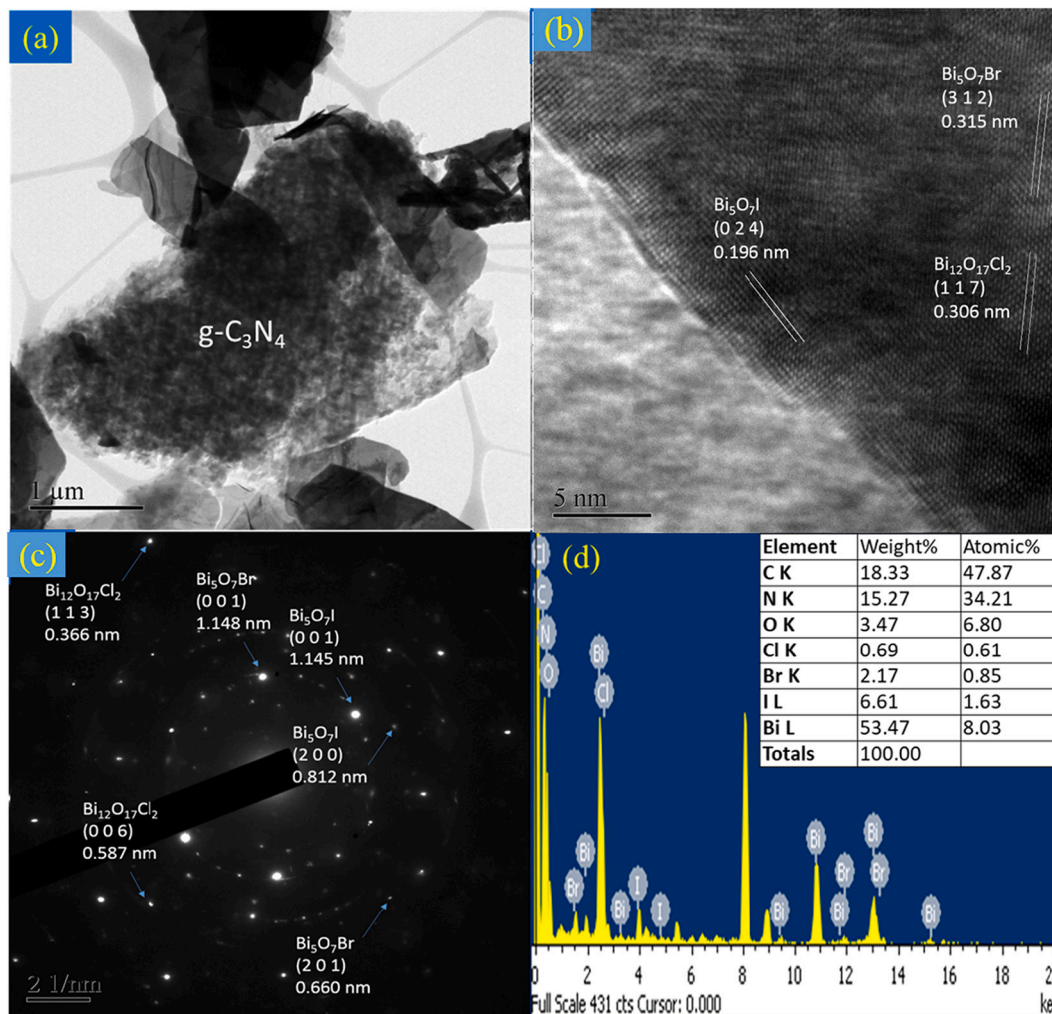 (a)
g-C₃N₄
1 µm
(b)
Bi₅O₇Br
(3 1 2)
0.315 nm
Bi₅O₇I
(0 2 4)
0.196 nm
Bi₁₂O₁₇Cl₂
(1 1 7)
0.306 nm
5 nm
(c)
Bi₁₂O₁₇Cl₂
(1 1 3)
0.366 nm
Bi₅O₇Br
(0 0 1)
1.148 nm
Bi₅O₇I
(0 0 1)
1.145 nm
Bi₅O₇I
(2 0 0)
0.812 nm
Bi₁₂O₁₇Cl₂
(0 0 6)
0.587 nm
Bi₅O₇Br
(2 0 1)
0.660 nm
2 1/nm
(d)
Element Weight% Atomic%
C K 18.33 47.87
N K 15.27 34.21
O K 3.47 6.80
Cl K 0.69 0.61
Br K 2.17 0.85
I L 6.61 1.63
Bi L 53.47 8.03
Totals 100.00
Cl
C
N
O
Br
Bi
Bi
Cl
Bi
I
I
Bi
Bi
Bi
Br
Bi
Br
Bi
0 2 4 6 8 10 12 14 16 18 2
Full Scale 431 cts Cursor: 0.000 ke